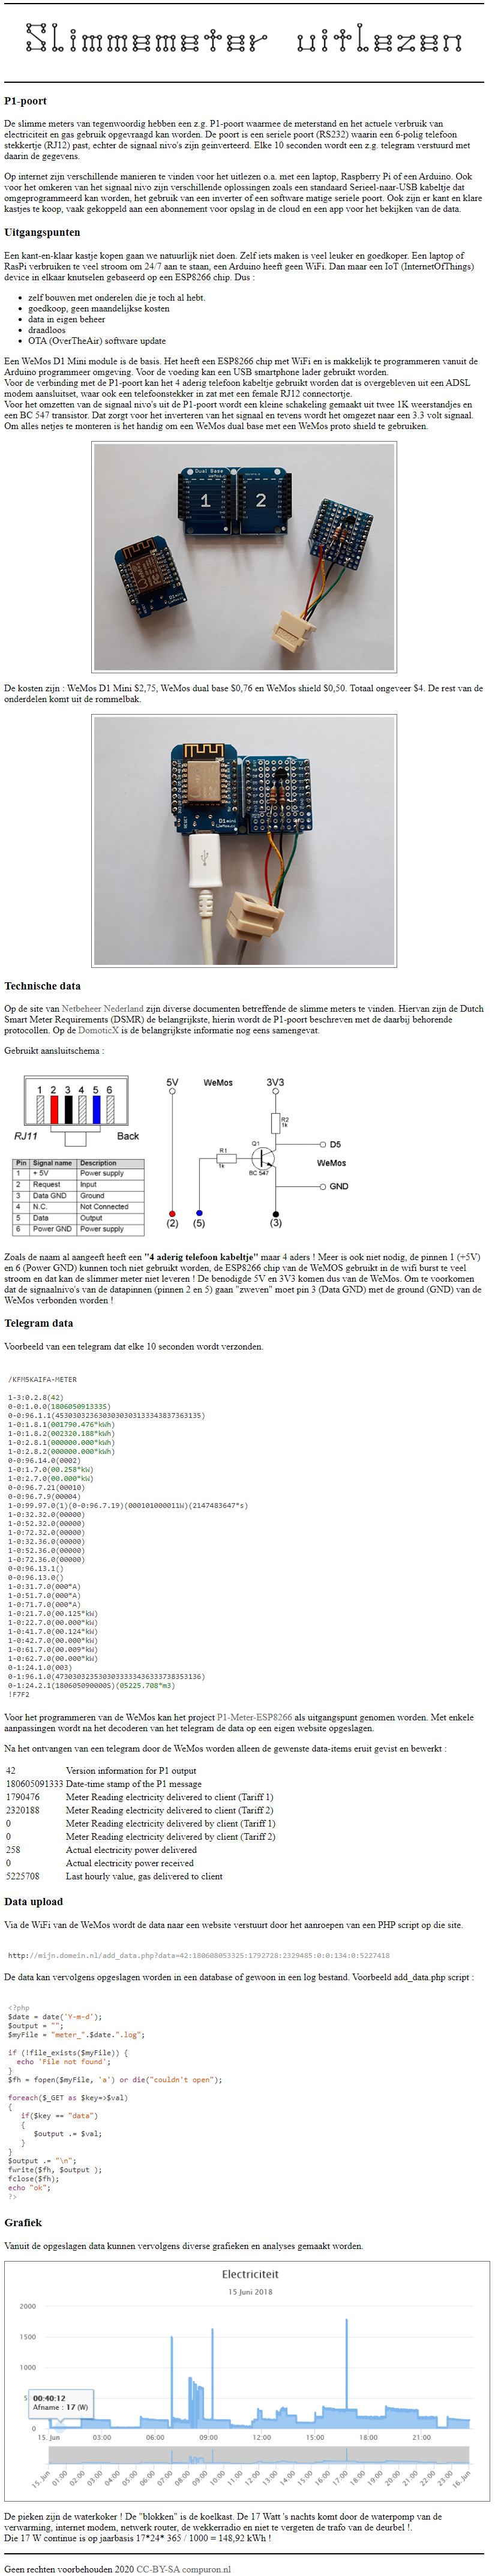 Slimmemeter uitlezen
P1-poort
De slimme meters van tegenwoordig hebben een z.g. P1-poort waarmee de meterstand en het actuele verbruik van
electriciteit en gas gebruik opgevraagd kan worden. De poort is een seriele poort (RS232) waarin een 6-polig telefoon
stekkertje (RJ12) past, echter de signaal nivo's zijn geinverteerd. Elke 10 seconden wordt een z.g. telegram verstuurd met
daarin de gegevens.
Op internet zijn verschillende manieren te vinden voor het uitlezen o.a. met een laptop, Raspberry Pi of een Arduino. Ook
voor het omkeren van het signaal nivo zijn verschillende oplossingen zoals een standaard Serieel-naar-USB kabeltje dat
omgeprogrammeerd kan worden, het gebruik van een inverter of een software matige seriele poort. Ook zijn er kant en klare
kastjes te koop, vaak gekoppeld aan een abonnement voor opslag in de cloud en een app voor het bekijken van de data.
Uitgangspunten
Een kant-en-klaar kastje kopen gaan we natuurlijk niet doen. Zelf iets maken is veel leuker en goedkoper. Een laptop of
RasPi verbruiken te veel stroom om 24/7 aan te staan, een Arduino heeft geen WiFi. Dan maar een IoT (InternetOfThings)
device in elkaar knutselen gebaseerd op een ESP8266 chip. Dus :
zelf bouwen met onderelen die je toch al hebt.
goedkoop, geen maandelijkse kosten
data in eigen beheer
draadloos
OTA (OverTheAir) software update
Een WeMos D1 Mini module is de basis. Het heeft een ESP8266 chip met WiFi en is makkelijk te programmeren vanuit de
Arduino programmeer omgeving. Voor de voeding kan een USB smartphone lader gebruikt worden.
Voor de verbinding met de P1-poort kan het 4 aderig telefoon kabeltje gebruikt worden dat is overgebleven uit een ADSL
modem aansluitset, waar ook een telefoonstekker in zat met een female RJ12 connectortje.
Voor het omzetten van de signaal nivo's uit de P1-poort wordt een kleine schakeling gemaakt uit twee 1K weerstandjes en
een BC 547 transistor. Dat zorgt voor het inverteren van het signaal en tevens wordt het omgezet naar een 3.3 volt signaal.
Om alles netjes te monteren is het handig om een WeMos dual base met een WeMos proto shield te gebruiken.
Dual Base
1 2
De kosten zijn : WeMos D1 Mini $2,75, WeMos dual base $0,76 en WeMos shield $0,50. Totaal ongeveer $4. De rest van de
onderdelen komt uit de rommelbak.
D1 mini
Technische data
Op de site van Netbeheer Nederland zijn diverse documenten betreffende de slimme meters te vinden. Hiervan zijn de Dutch
Smart Meter Requirements (DSMR) de belangrijkste, hierin wordt de P1-poort beschreven met de daarbij behorende
protocollen. Op de DomoticX is de belangrijkste informatie nog eens samengevat.
Gebruikt aansluitschema :
1 2 3 4 5 6
RJ11 Back
Pin Signal name Description
1 + 5V Power supply
2 Request Input
3 Data GND Ground
4 N.C. Not Connected
5 Data Output
6 Power GND Power supply
5V WeMos 3V3
R2
1k
D5
Q1
R1
1k
BC 547
WeMos
GND
(2) (5) (3)
Zoals de naam al aangeeft heeft een "4 aderig telefoon kabeltje" maar 4 aders ! Meer is ook niet nodig, de pinnen 1 (+5V)
en 6 (Power GND) kunnen toch niet gebruikt worden, de ESP8266 chip van de WeMOS gebruikt in de wifi burst te veel
stroom en dat kan de slimmer meter niet leveren ! De benodigde 5V en 3V3 komen dus van de WeMos. Om te voorkomen
dat de signaalnivo's van de datapinnen (pinnen 2 en 5) gaan "zweven" moet pin 3 (Data GND) met de ground (GND) van de
WeMos verbonden worden !
Telegram data
Voorbeeld van een telegram dat elke 10 seconden wort verzonden.
/KFM5KAIFA-METER
1-3:0.2.8(42)
0-0:1.0.0(180605091333S)
0-0:96.1.1(4530303236303030303133343837363135)
1-0:1.8.1(001790.476*kWh)
1-0:1.8.2(002320.188*kWh)
1-0:2.8.1(000000.000*kWh)
1-0:2.8.2(000000.000*kWh)
0-0:96.14.0(0002)
1-0:1.7.0(00.258*kW)
1-0:2.7.0(00.000*kW)
0-0:96.7.21(00010)
0-0:96.7.9(00004)
1-0:99.97.0(1)(0-0:96.7.19)(000101000011W)(2147483647*s)
1-0:32.32.0(00000)
1-0:52.32.0(00000)
1-0:72.32.0(00000)
1-0:32.36.0(00000)
1-0:52.36.0(00000)
1-0:72.36.0(00000)
0-0:96.13.1()
0-0:96.13.0()
1-0:31.7.0(000*A)
1-0:51.7.0(000*A)
1-0:71.7.0(000*A)
1-0:21.7.0(00.125*kW)
1-0:22.7.0(00.000*kW)
1-0:41.7.0(00.124*kW)
1-0:42.7.0(00.000*kW)
1-0:61.7.0(00.009*kW)
1-0:62.7.0(00.000*kW)
0-1:24.1.0(003)
0-1:96.1.0(4730303235303033333436333738353136)
0-1:24.2.1(180605090000S)(05225.708*m3)
!F7F2
Voor het programmeren van de WeMos kan het project P1-Meter-ESP8266 als uitgangspunt genomen worden. Met enkele
aanpassingen wordt na het decoderen van het telegram de data op een eigen website opgeslagen.
Na het ontvangen van een telegram door de WeMos worden alleen de gewenste data-items eruit gevist en bewerkt :
42 Version information for P1 output
180605091333 Date-time stamp of the P1 message
1790476 Meter Reading electricity delivered to client (Tariff 1)
2320188 Meter Reading electricity delivered to client (Tariff 2)
0 Meter Reading electricity delivered by client (Tariff 1)
0 Meter Reading electricity delivered by client (Tariff 2)
258 Actual electricity power delivered
0 Actual electricity power received
5225708 Last hourly value, gas delivered to client
Data upload
Via de WiFi van de WeMos wordt de data naar een website verstuurt door het aanroepen van een PHP script op die site.
http://mijn.domein.nl/add_data.php?data=42:180608053325:1792728:2329485:0:0:134:0:5227418
De data kan vervolgens opgeslagen worden in een database of gewoon in een log bestand. Voorbeeld add_data.php script :
<?php
$date = date('Y-m-d');
$output = "";
$myFile = "meter_".$date.".log";
if (!file_exists($myFile)) {
echo 'File not found';
}
$fh = fopen($myFile, 'a') or die("couldn't open");
foreach($_GET as $key=>$val)
{
if($key == "data")
{
$output .= $val;
}
}
$output .= "\n";
fwrite($fh, $output );
fclose($fh);
echo "ok";
?>
Grafiek
Vanuit de opgeslagen data kunnen vervolgens diverse grafieken en analyses gemaakt worden.
Electriciteit
15 Juni 2018
2000
1500
1000
0
00:40:12
Afname : 17 (W)
15. Jun 03:00 06:00 09:00 12:00 15:00 18:00 21:00
15. Jun 01:00 02:00 03:00 04:00 05:00 06:00 07:00 08:00 09:00 10:00 11:00 12:00 13:00 14:00 15:00 16:00 17:00 18:00 19:00 20:00 21:00 22:00 23:00 16. Jun
De pieken zijn de waterkoker ! De "blokken" is de koelkast. De 17 Watt 's nachts komt door de waterpomp van de
verwarming, internet modem, netwerk router, de wekkerradio en niet te vergeten de trafo van de deurbel !.
Die 17 W continue is op jaarbasis 17*24* 365 / 1000 = 148,92 kWh !
Geen rechten voorbehouden 2020 CC-BY-SA compuron.nl